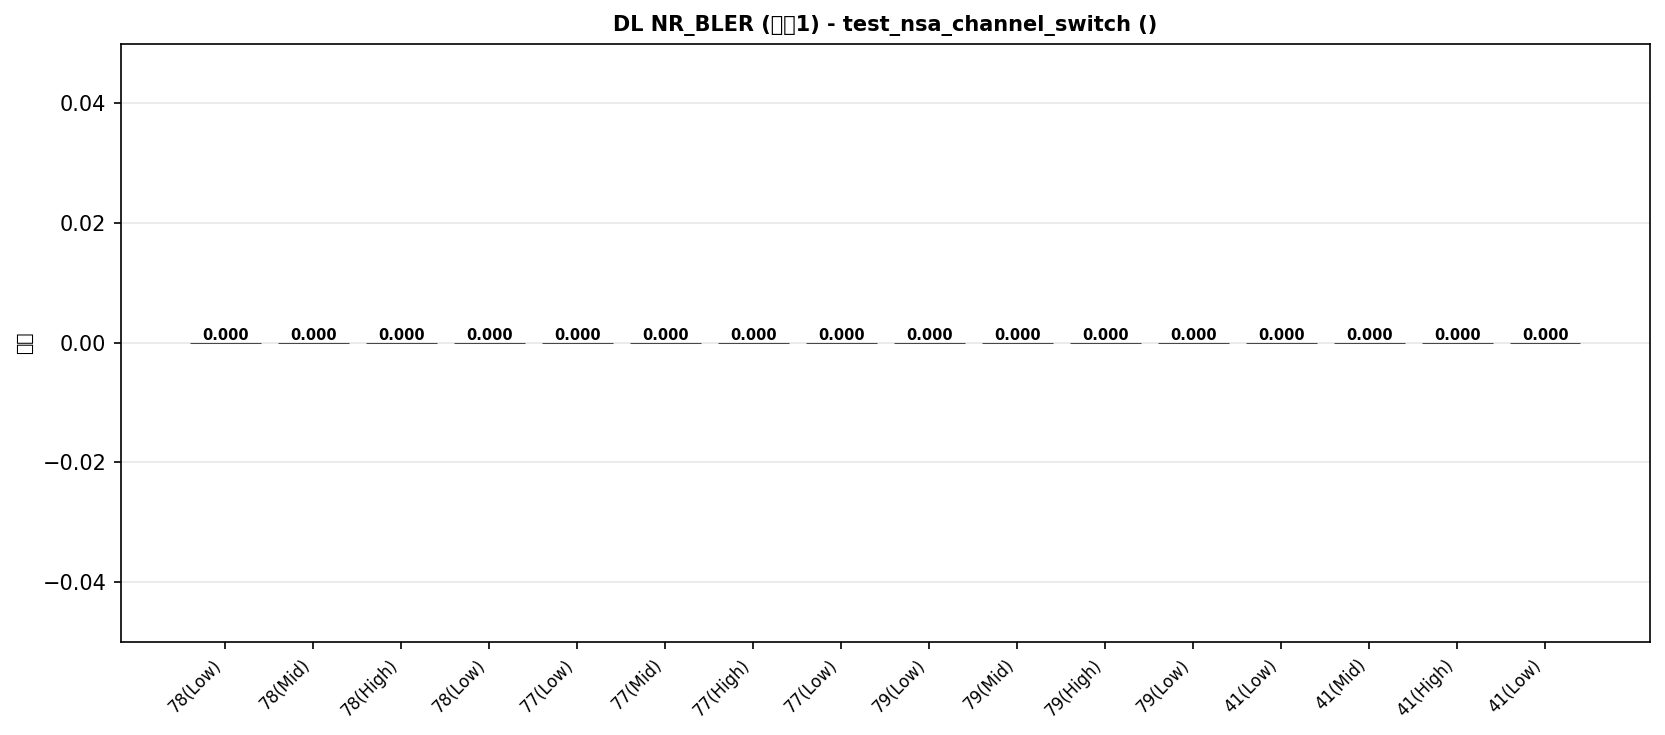 DL NR_BLER (1) - test_nsa_channel_switch ()
0.04
0.02
0.00
−0.02
−0.04
0.000 0.000 0.000 0.000 0.000 0.000 0.000 0.000 0.000 0.000 0.000 0.000 0.000 0.000 0.000 0.000
78(Low) 78(Mid) 78(High) 78(Low) 77(Low) 77(Mid) 77(High) 77(Low) 79(Low) 79(Mid) 79(High) 79(Low) 41(Low) 41(Mid) 41(High) 41(Low)